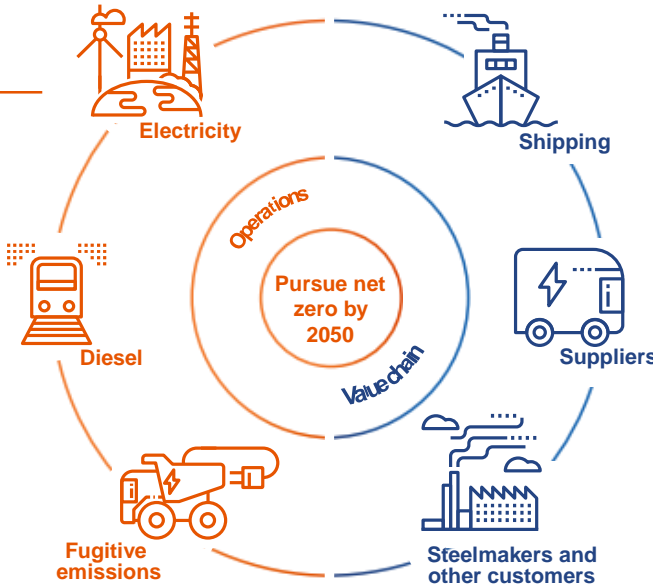 Electricity
Shipping
Operations
Pursue net
zero by
2050
Diesel
Suppliers
Value chain
Fugitive
emissions
Steelmakers and
other customers